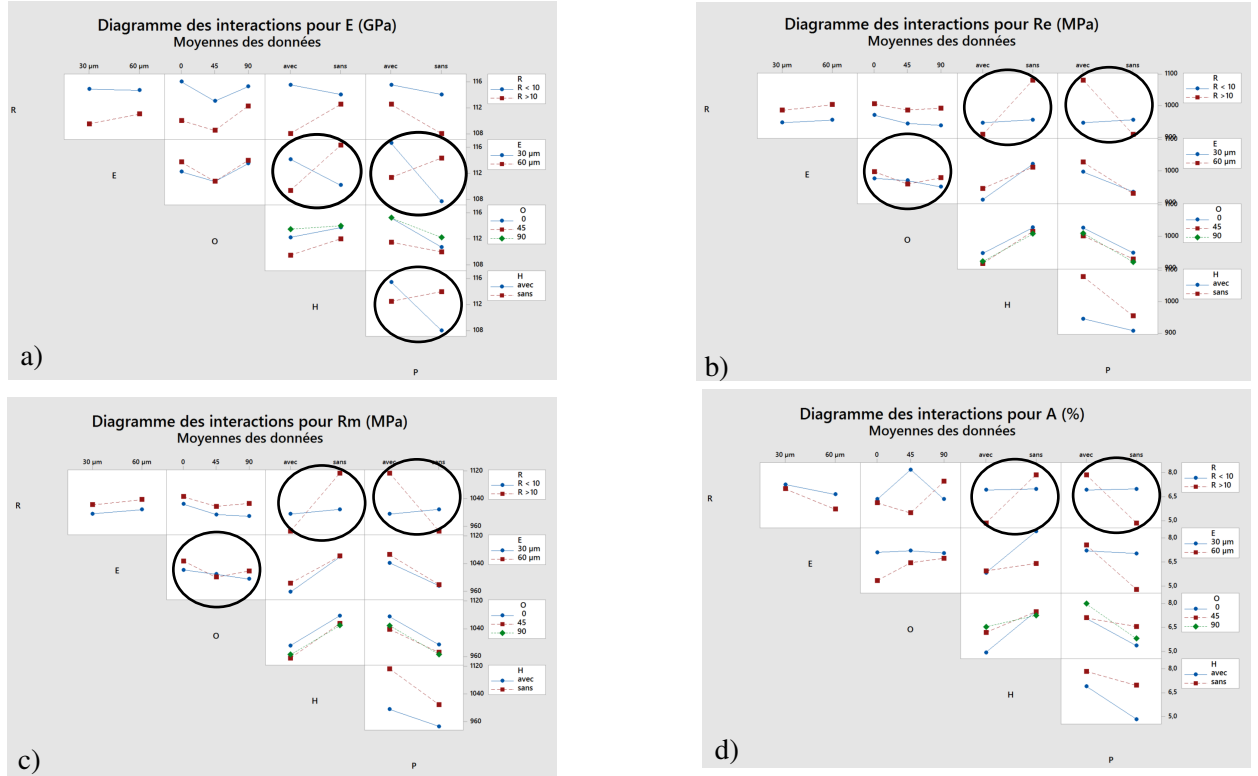 Diagramme des interactions pour E (GPa)
Moyennes des données
30 µm 60 µm 0 45 90 avec sans avec sans
R
116
112
108
R
R < 10
R >10
E
116
112
108
E
30 µm
60 µm
O
116
112
108
O
0
45
90
H
116
112
108
H
avec
sans
P
a)
Diagramme des interactions pour Re (MPa)
Moyennes des données
30 µm 60 µm 0 45 90 avec sans avec sans
R
1100
1000
900
R
R < 10
R >10
E
1100
1000
900
E
30 µm
60 µm
O
1100
1000
900
O
0
45
90
H
1100
1000
900
H
avec
sans
P
b)
Diagramme des interactions pour Rm (MPa)
Moyennes des données
30 µm 60 µm 0 45 90 avec sans avec sans
R
1120
1040
960
R
R < 10
R >10
E
1120
1040
960
E
30 µm
60 µm
O
1120
1040
960
O
0
45
90
H
1120
1040
960
H
avec
sans
P
c)
Diagramme des interactions pour A (%)
Moyennes des données
30 µm 60 µm 0 45 90 avec sans avec sans
R
8,0
6,5
5,0
R
R < 10
R >10
E
8,0
6,5
5,0
E
30 µm
60 µm
O
8,0
6,5
5,0
O
0
45
90
H
8,0
6,5
5,0
H
avec
sans
P
d)